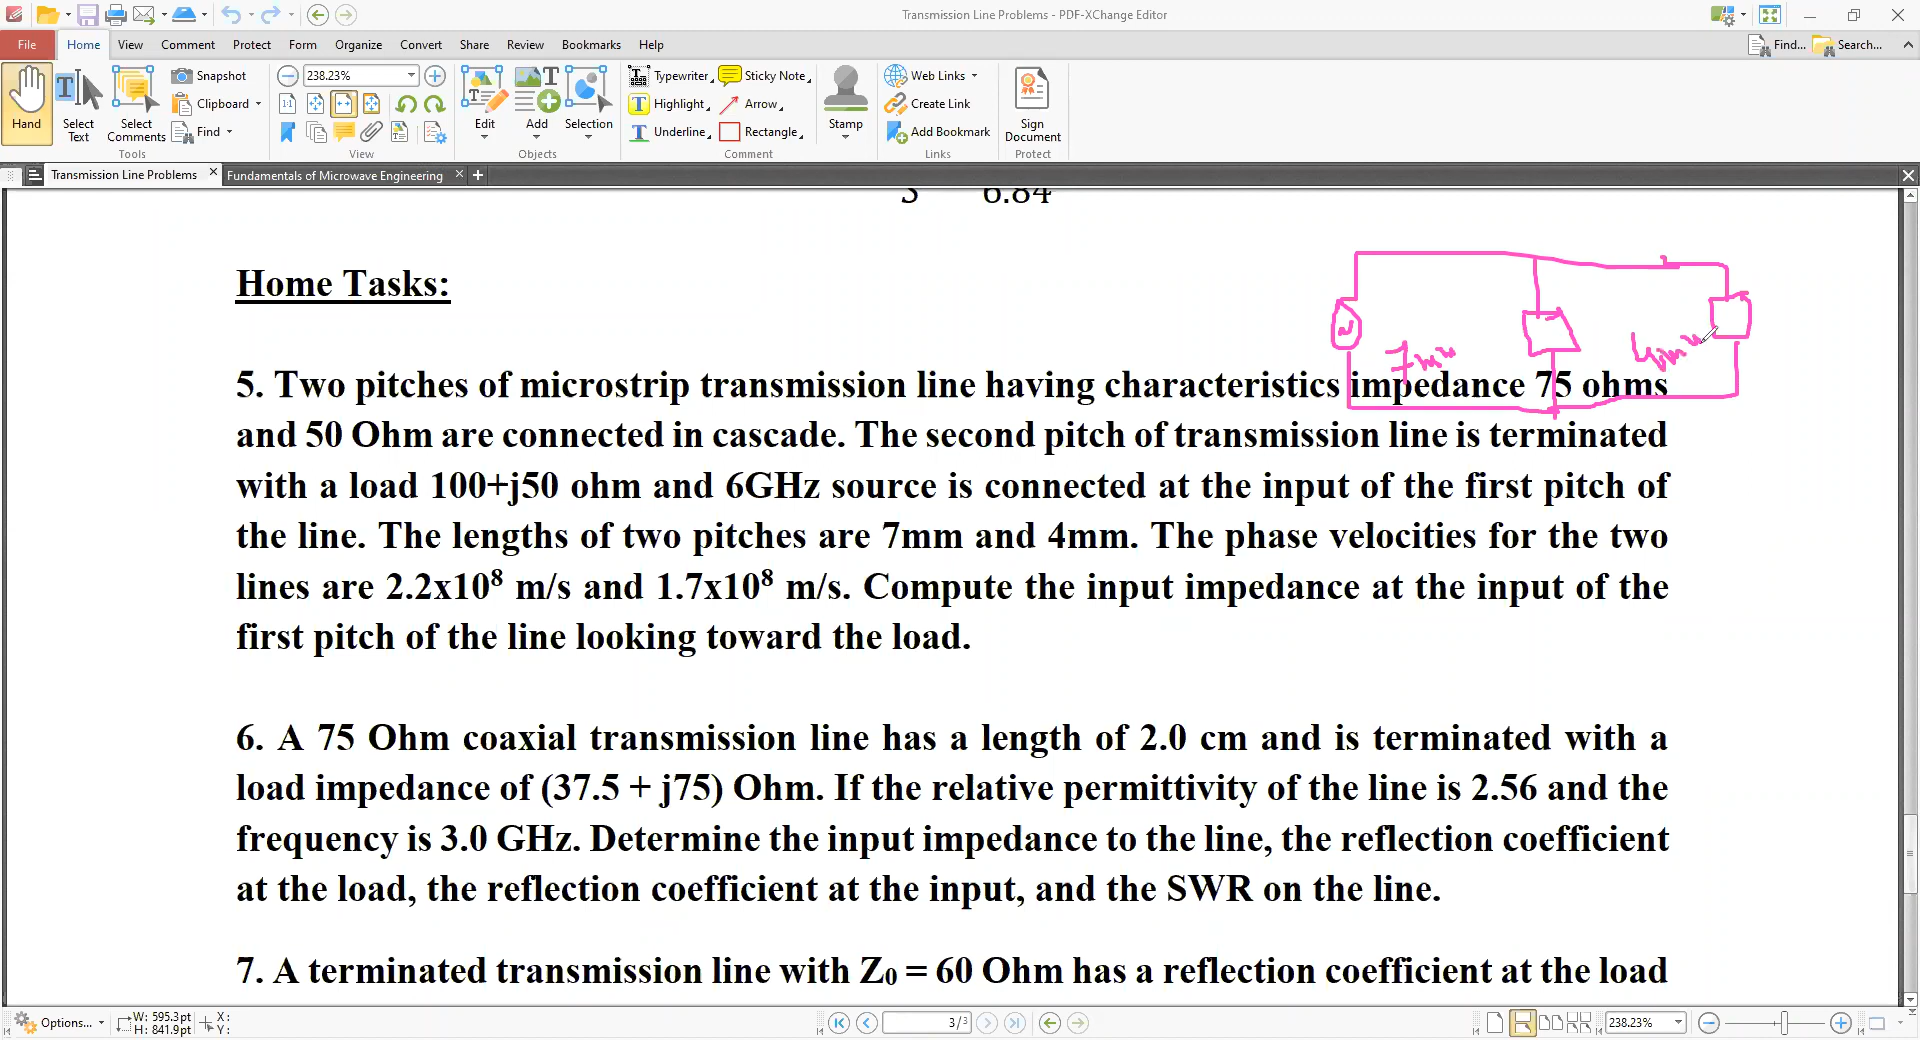 Transmission Line Problems - PDF-XChange Editor
File Home View Comment Protect Form Organize Convert Share Review Bookmarks Help Find... Search...
Hand Select Text Select Comments Snapshot Clipboard Find Tools
238.23% View
Edit Add Selection Objects
Typewriter Sticky Note Highlight Arrow Underline Rectangle Stamp Comment
Web Links Create Link Add Bookmark Links
Sign Document Protect
Transmission Line Problems Fundamentals of Microwave Engineering
6.84
Home Tasks:
7mm 4mm
5. Two pitches of microstrip transmission line having characteristics impedance 75 ohms
and 50 Ohm are connected in cascade. The second pitch of transmission line is terminated
with a load 100+j50 ohm and 6GHz source is connected at the input of the first pitch of
the line. The lengths of two pitches are 7mm and 4mm. The phase velocities for the two
lines are 2.2x10⁸ m/s and 1.7x10⁸ m/s. Compute the input impedance at the input of the
first pitch of the line looking toward the load.
6. A 75 Ohm coaxial transmission line has a length of 2.0 cm and is terminated with a
load impedance of (37.5 + j75) Ohm. If the relative permittivity of the line is 2.56 and the
frequency is 3.0 GHz. Determine the input impedance to the line, the reflection coefficient
at the load, the reflection coefficient at the input, and the SWR on the line.
7. A terminated transmission line with Z₀ = 60 Ohm has a reflection coefficient at the load
Options... W: 595.3pt H: 841.9pt X: Y: 3/3 238.23%